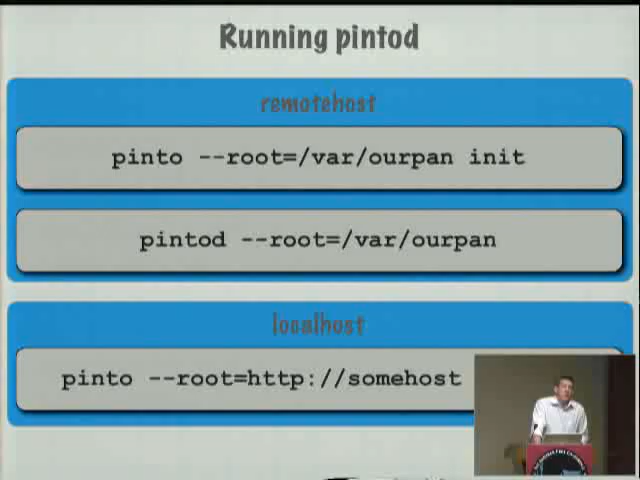 Running pintod
remotehost
pinto --root=/var/ourpan init
pintod --root=/var/ourpan
localhost
pinto --root=http://somehost